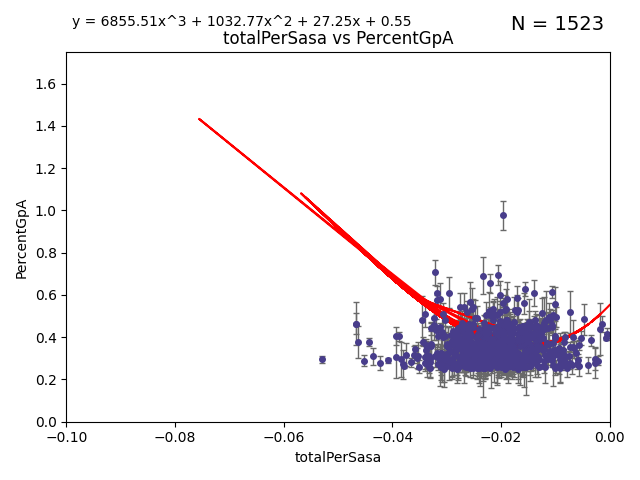 y = 6855.51x^3 + 1032.77x^2 + 27.25x + 0.55
N = 1523
totalPerSasa vs PercentGpA
1.6
1.4
1.2
1.0
0.8
0.6
0.4
0.2
0.0
PercentGpA
−0.10 −0.08 −0.06 −0.04 −0.02 0.00
totalPerSasa